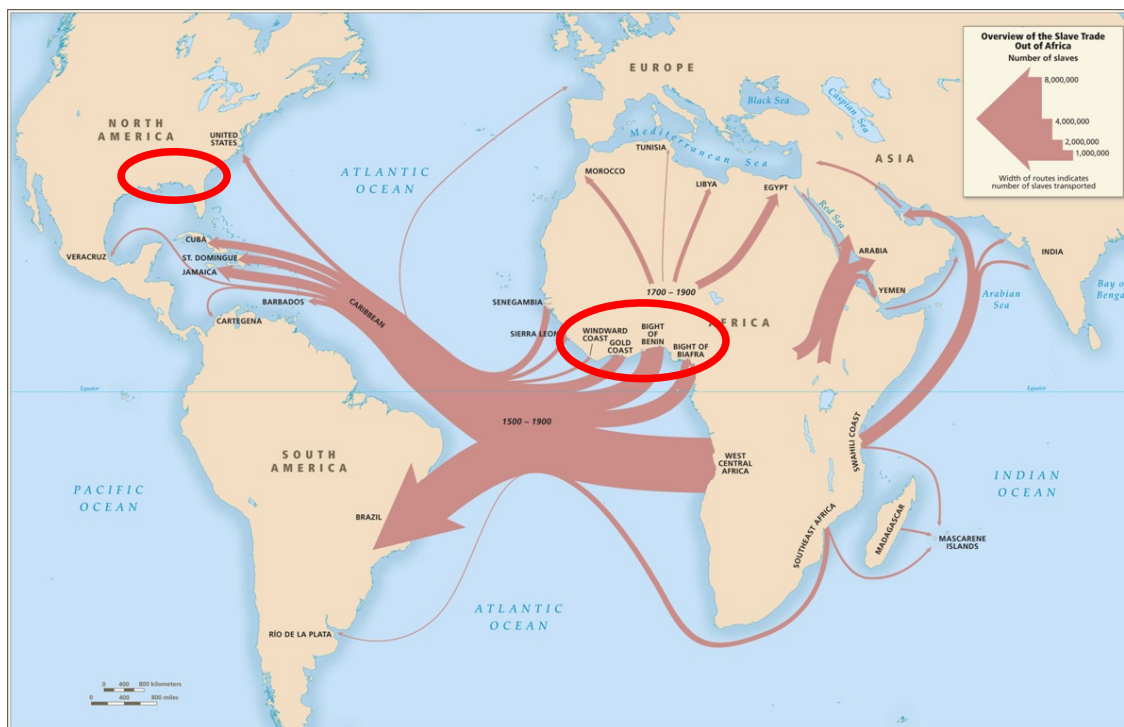 Overview of the Slave Trade
Out of Africa
Number of slaves
8,000,000
4,000,000
2,000,000
1,000,000
Width of routes indicates
number of slaves transported
EUROPE
Black Sea
Caspian Sea
NORTH
AMERICA
UNITED
STATES
Mediterranean Sea
TUNISIA
ASIA
ATLANTIC
OCEAN
MOROCCO
LIBYA
EGYPT
Red Sea
CUBA
VERACRUZ
ST. DOMINGUE
JAMAICA
ARABIA
INDIA
1700 – 1900
YEMEN
Arabian
Sea
Bay of
Bengal
BARBADOS
CARIBBEAN
SENEGAMBIA
CARTEGENA
SIERRA LEON
WINDWARD
COAST
GOLD
COAST
BIGHT
OF
BENIN
BIGHT OF
BIAFRA
AFRICA
Equator
Equator
1500 – 1900
SOUTH
AMERICA
WEST
CENTRAL
AFRICA
SWAHILI COAST
PACIFIC
OCEAN
INDIAN
OCEAN
BRAZIL
SOUTHEAST AFRICA
MADAGASCAR
MASCARENE
ISLANDS
ATLANTIC
OCEAN
RÍO DE LA PLATA
0 400 800 kilometers
0 400 800 miles